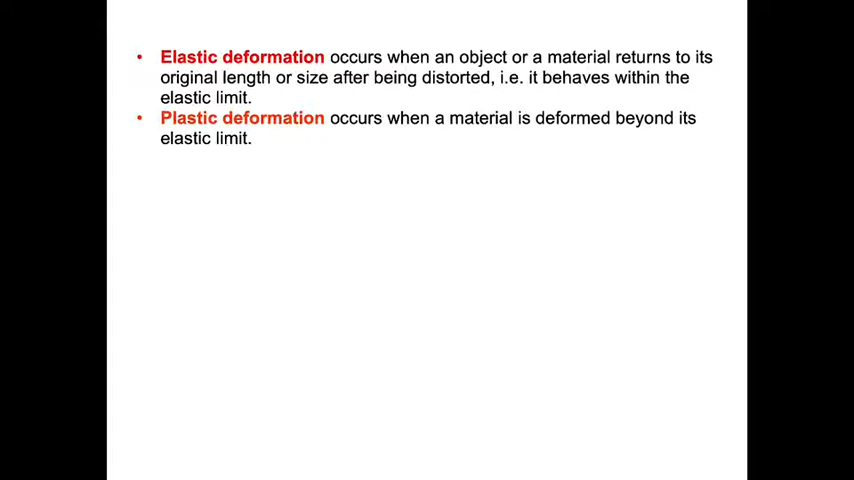 • Elastic deformation occurs when an object or a material returns to its
original length or size after being distorted, i.e. it behaves within the
elastic limit.
• Plastic deformation occurs when a material is deformed beyond its
elastic limit.